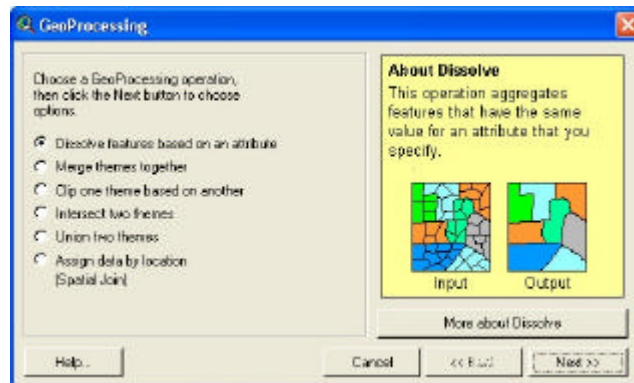 GeoProcessing
Choose a GeoProcessing operation,
then click the Next button to choose
options.
Dissolve features based on an attribute
Merge themes together
Clip one theme based on another
Intersect two themes
Union two themes
Assign data by location
(Spatial Join)
About Dissolve
This operation aggregates
features that have the same
value for an attribute that you
specify.
Input Output
More about Dissolve
Help...
Cancel
<< Back
Next >>